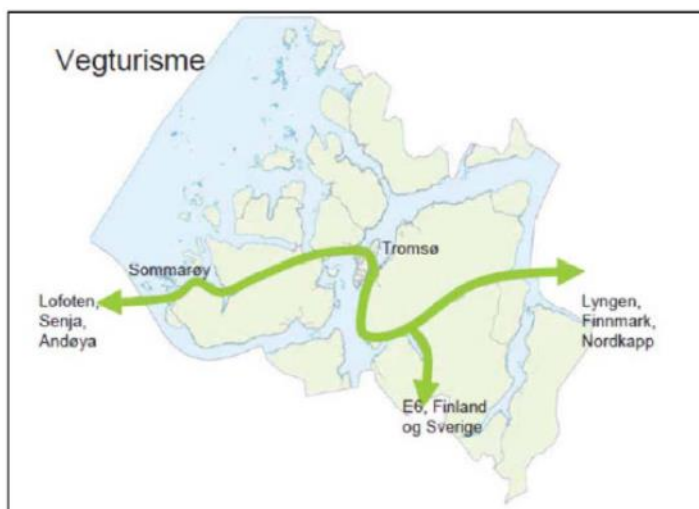 Vegturisme
Tromsø
Sommarøy
Lofoten,
Senja,
Andøya
Lyngen,
Finnmark,
Nordkapp
E6, Finland
og Sverige